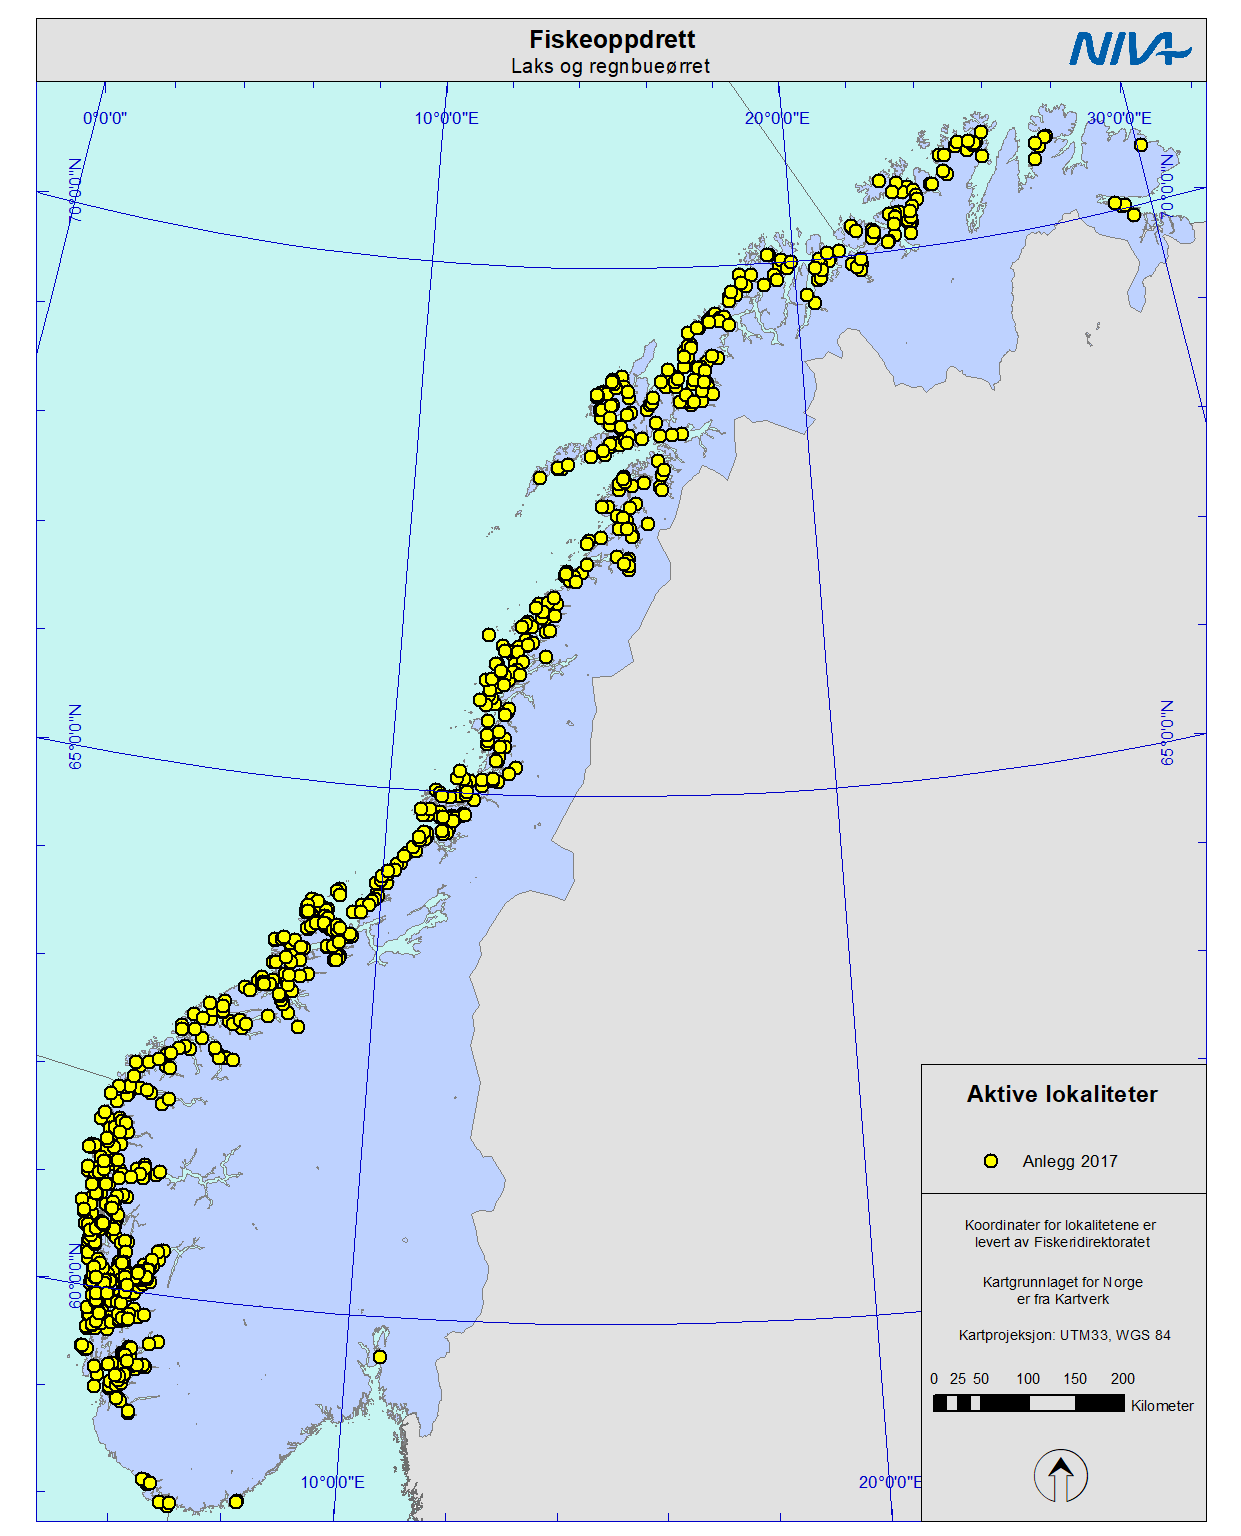 Fiskeoppdrett
Laks og regnbueørret
NIVA
0°0'0"
10°0'0"E
20°0'0"E
30°0'0"E
70°0'0"N
70°0'0"N
65°0'0"N
65°0'0"N
60°0'0"N
10°0'0"E
20°0'0"E
Aktive lokaliteter
Anlegg 2017
Koordinater for lokalitetene er
levert av Fiskeridirektoratet
Kartgrunnlaget for Norge
er fra Kartverk
Kartprojeksjon: UTM33, WGS 84
0 25 50 100 150 200
Kilometer